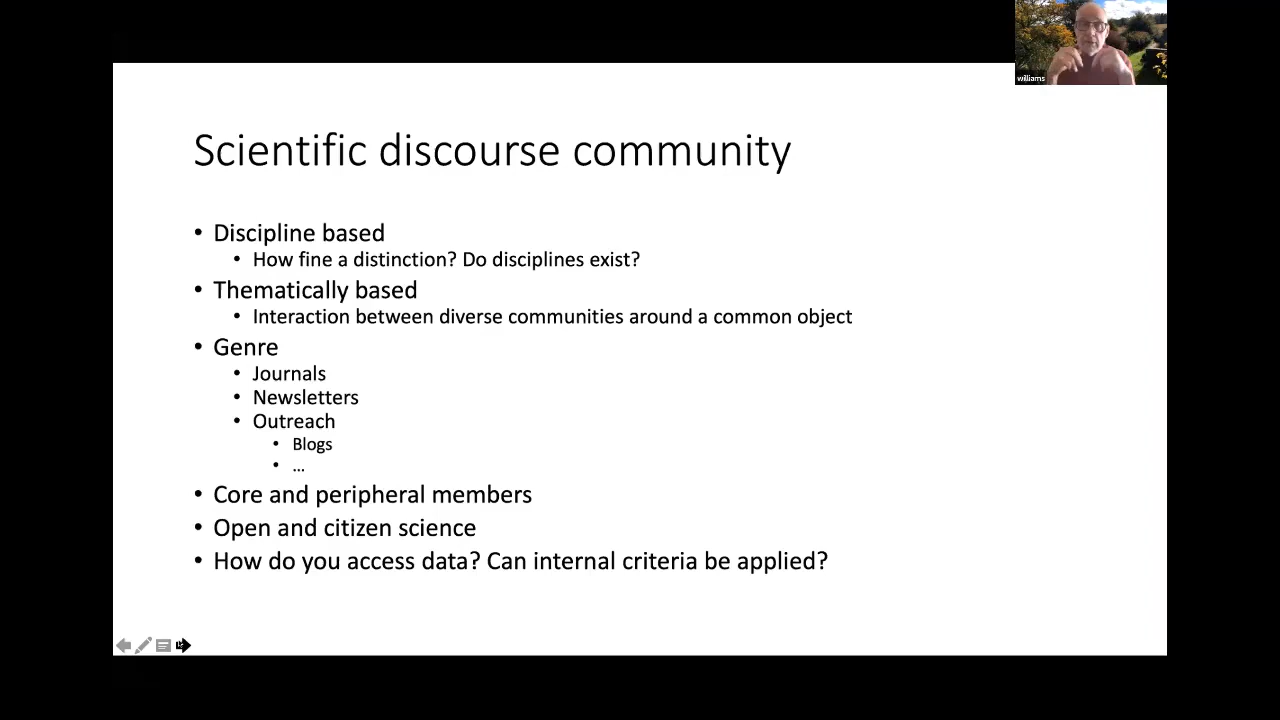 williams
Scientific discourse community
• Discipline based
• How fine a distinction? Do disciplines exist?
• Thematically based
• Interaction between diverse communities around a common object
• Genre
• Journals
• Newsletters
• Outreach
• Blogs
• ...
• Core and peripheral members
• Open and citizen science
• How do you access data? Can internal criteria be applied?